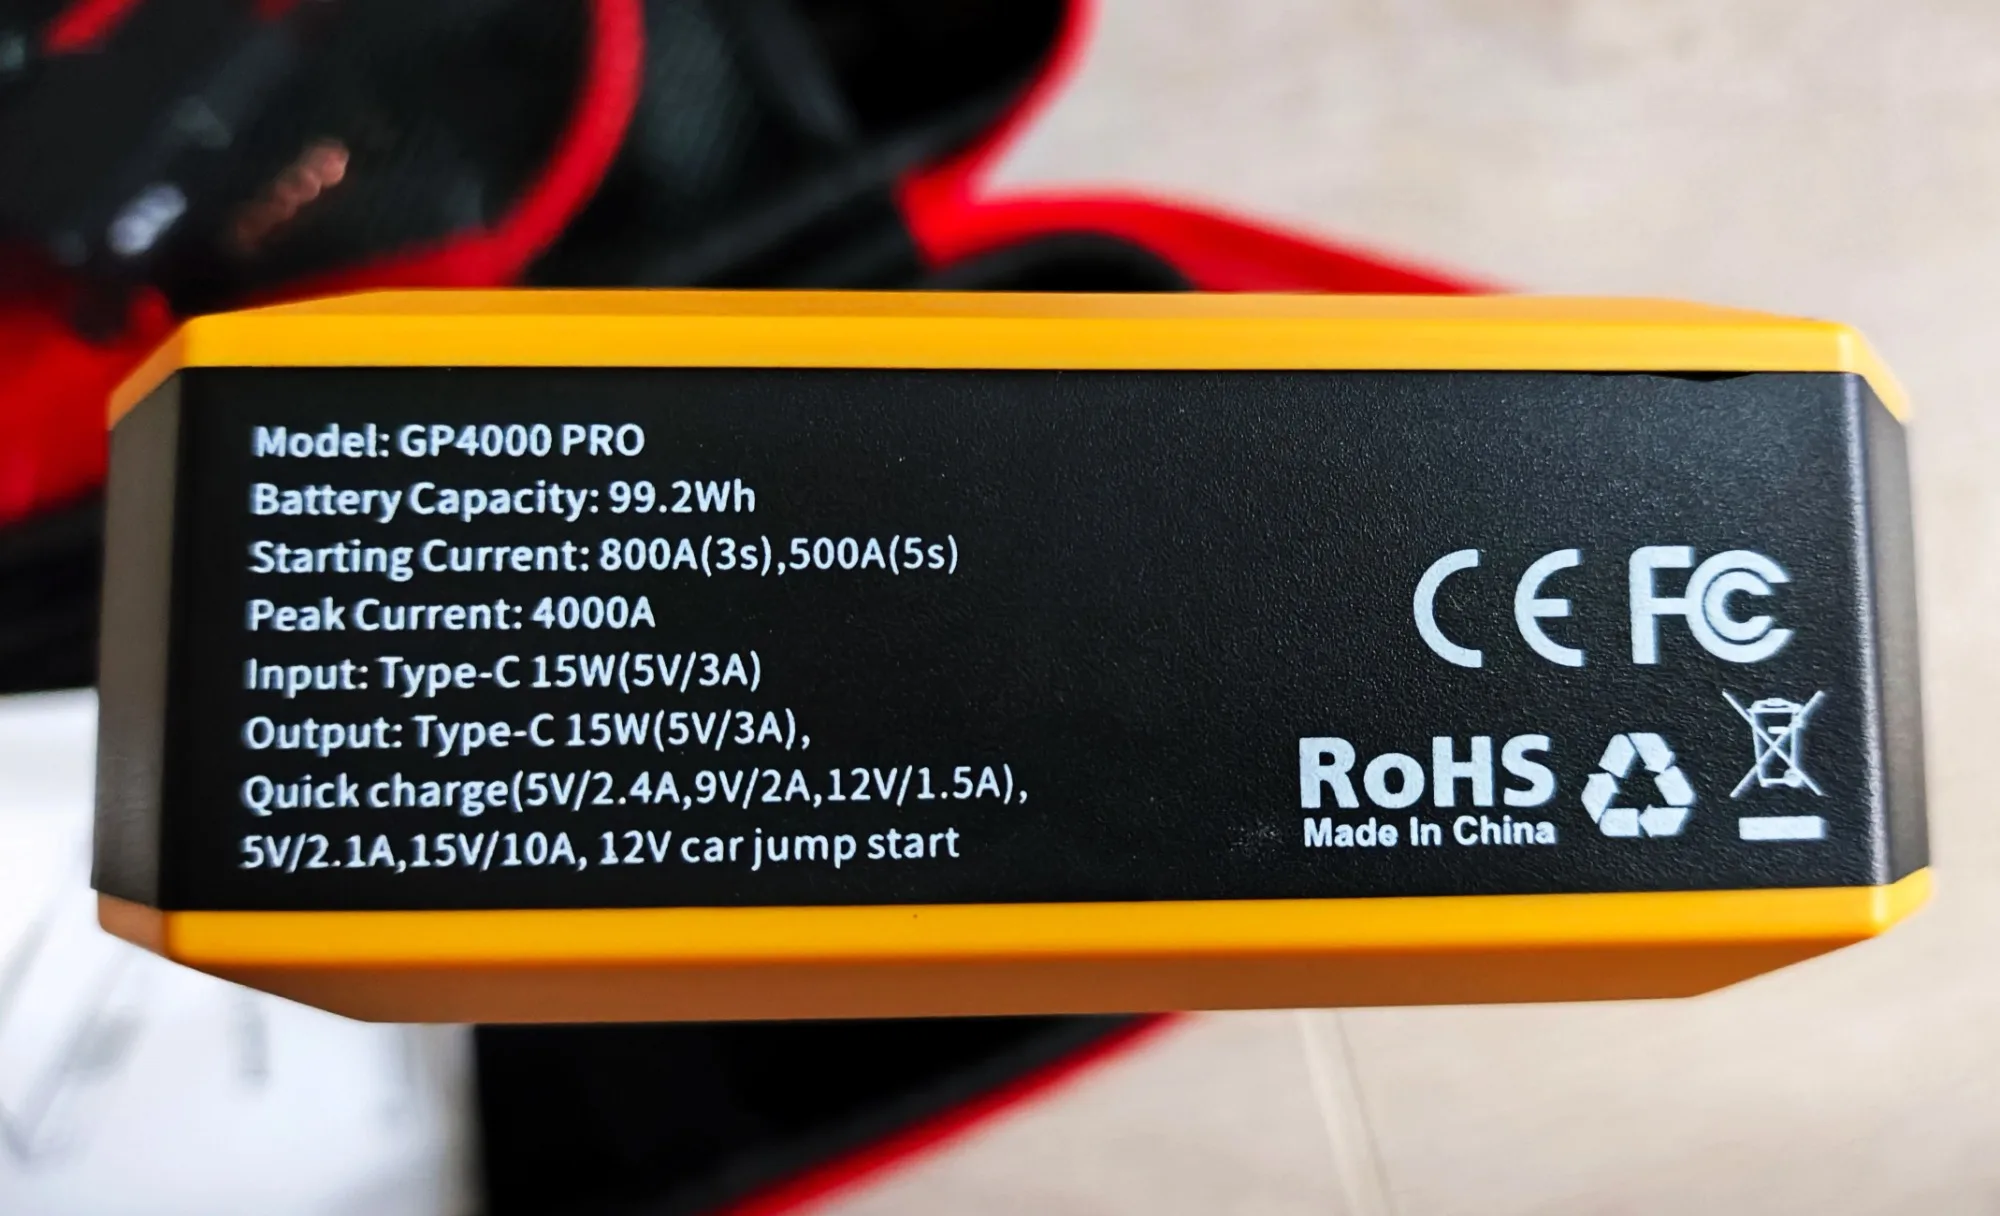 Model: GP4000 PRO
Battery Capacity: 99.2Wh
Starting Current: 800A(3s),500A(5s)
Peak Current: 4000A
Input: Type-C 15W(5V/3A)
Output: Type-C 15W(5V/3A),
Quick charge(5V/2.4A,9V/2A,12V/1.5A),
5V/2.1A,15V/10A, 12V car jump start
CE FC
RoHS
Made In China